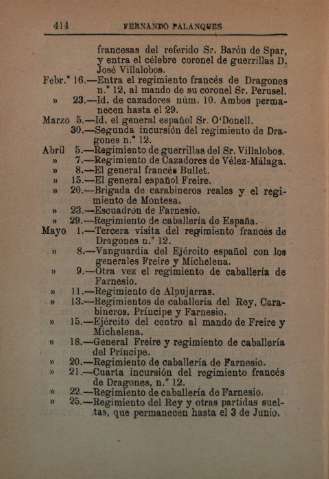 414 FERNANDO PALANQUES
francesas del referido Sr. Barón de Spar,
y entra el célebre coronel de guerrillas D.
José Villalobos.
Febr.º 16.—Entra el regimiento francés de Dragones
n.º 12, al mando de su coronel Sr. Perusel.
» 23.—Id. de cazadores núm. 10. Ambos perma-
necen hasta el 29.
Marzo 5.—Id. el general español Sr. O'Donell.
30.—Segunda incursión del regimiento de Dra-
gones n.º 12.
Abril 5.—Regimiento de guerrillas del Sr. Villalobos.
» 7.—Regimiento de Cazadores de Vélez-Málaga.
» 8.—El general francés Bullet.
» 15.—El general español Freire.
» 20.—Brigada de carabineros reales y el regi-
miento de Montesa.
» 23.—Escuadrón de Farnesio.
» 29.—Regimiento de caballería de España.
Mayo 1.—Tercera visita del regimiento francés de
Dragones n.º 12.
» 8.—Vanguardia del Ejército español con los
generales Freire y Michelena.
» 9.—Otra vez el regimiento de caballería de
Farnesio.
» 11.—Regimiento de Alpujarras.
» 13.—Regimientos de caballería del Rey, Cara-
bineros, Príncipe y Farnesio.
» 15.—Ejército del centro al mando de Freire y
Michelena.
» 18.—General Freire y regimiento de caballería
del Príncipe.
» 20.—Regimiento de caballería de Farnesio.
» 21.—Cuarta incursión del regimiento francés
de Dragones, n.º 12.
» 22.—Regimiento de caballería de Farnesio.
» 25.—Regimiento del Rey y otras partidas suel-
tas, que permanecen hasta el 3 de Junio.